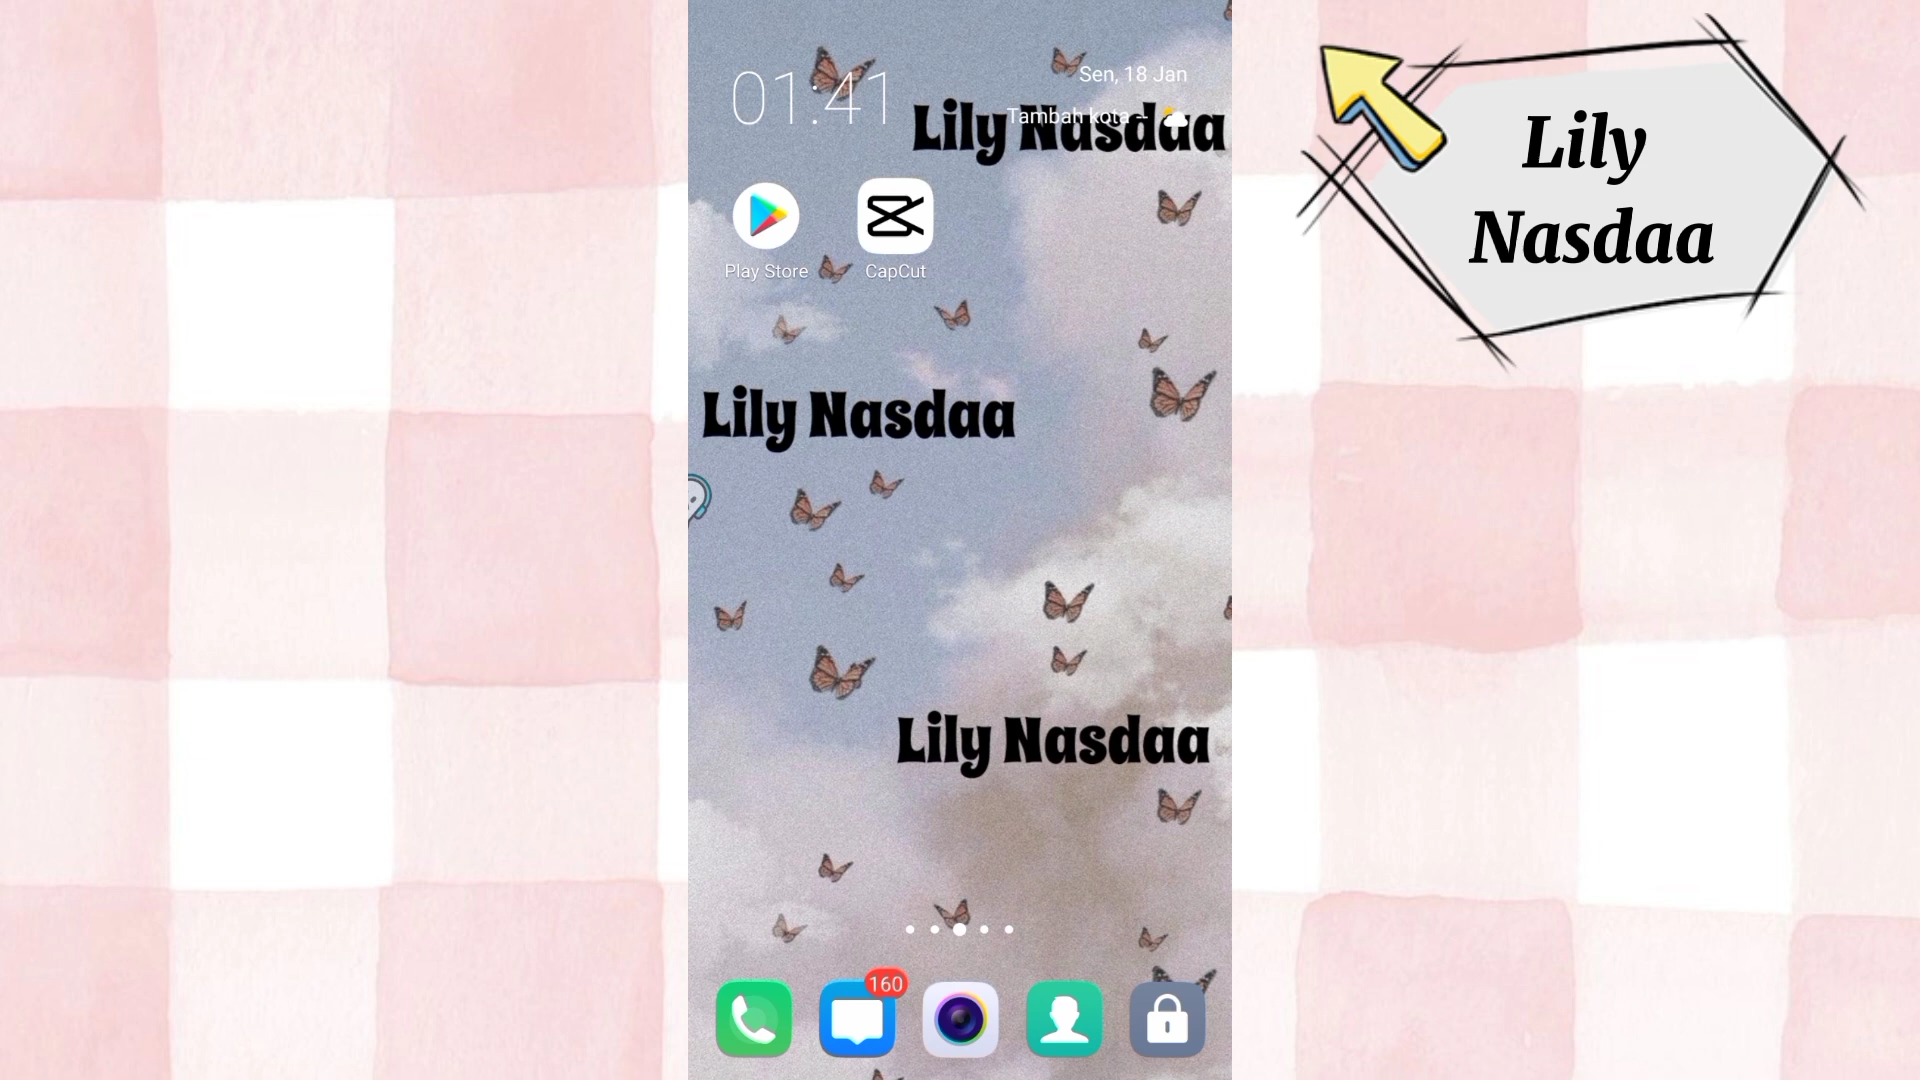 01:41
Sen, 18 Jan
Tambah kota --
Lily Nasdaa
Play Store
CapCut
Lily Nasdaa
Lily Nasdaa
160
Lily
Nasdaa